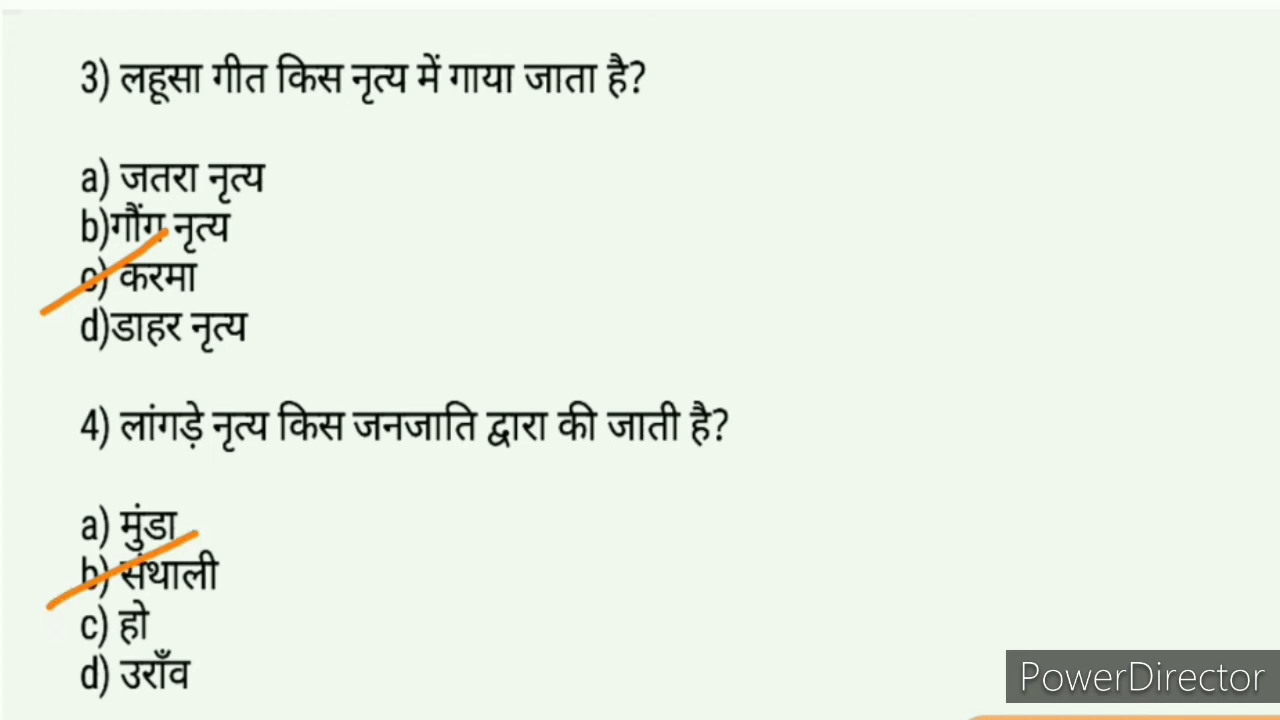 3) लहूसा गीत किस नृत्य में गाया जाता है?
a) जतरा नृत्य
b)गौंग नृत्य
c) करमा
d)डाहर नृत्य
4) लांगड़े नृत्य किस जनजाति द्वारा की जाती है?
a) मुंडा
b) संथाली
c) हो
d) उराँव
PowerDirector